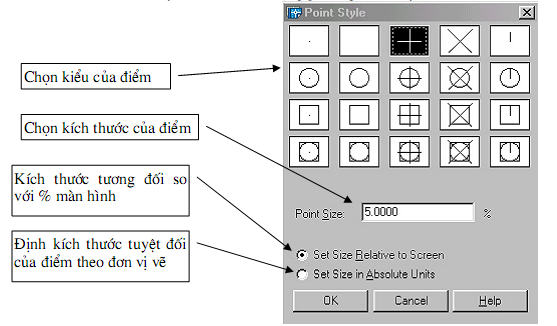 Point Style
Chọn kiểu của điểm
Chọn kích thước của điểm
Kích thước tương đối so
với % màn hình
Định kích thước tuyệt đối
của điểm theo đơn vị vẽ
Point Size:
5.0000
%
Set Size Relative to Screen
Set Size in Absolute Units
OK
Cancel
Help